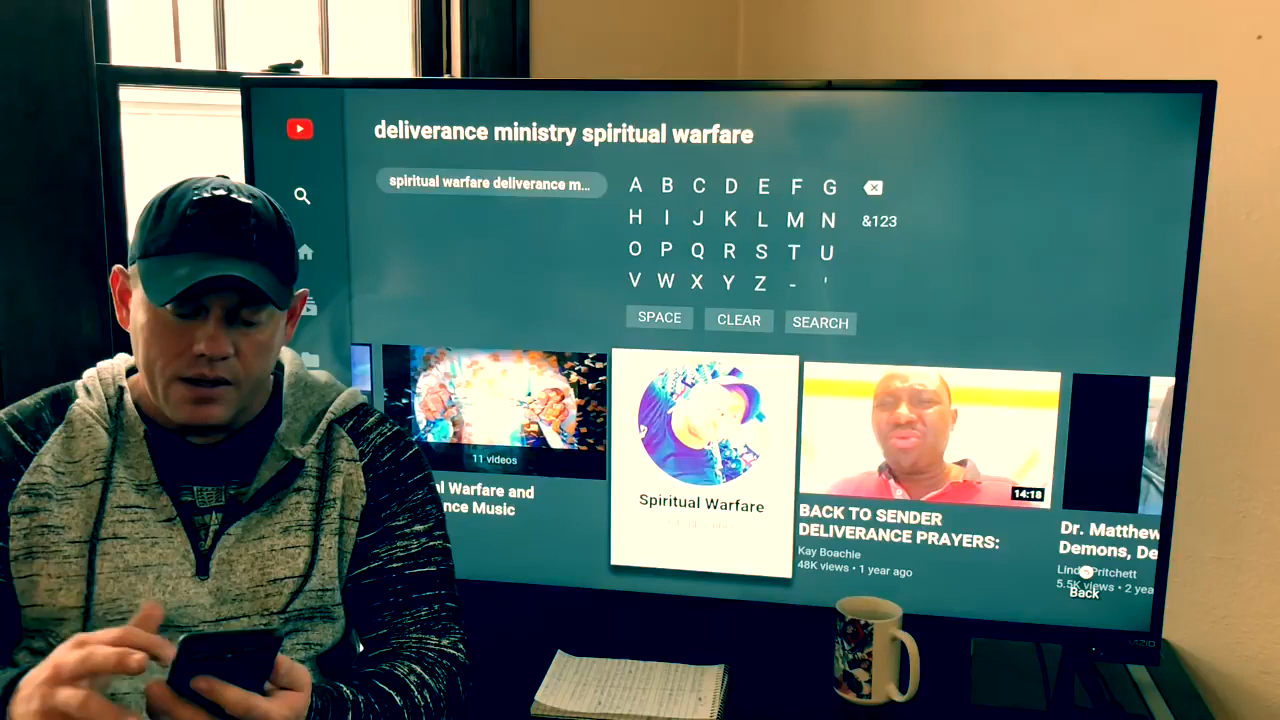 deliverance ministry spiritual warfare
spiritual warfare deliverance m...
A B C D E F G
H I J K L M N &123
O P Q R S T U
V W X Y Z - '
SPACE CLEAR SEARCH
11 videos
l Warfare and
nce Music
Spiritual Warfare
14:18
BACK TO SENDER
DELIVERANCE PRAYERS:
Kay Boachie
48K views • 1 year ago
Dr. Matthew
Demons, De
Pritchett
5.5K views • 2 yea
Back
VIZIO